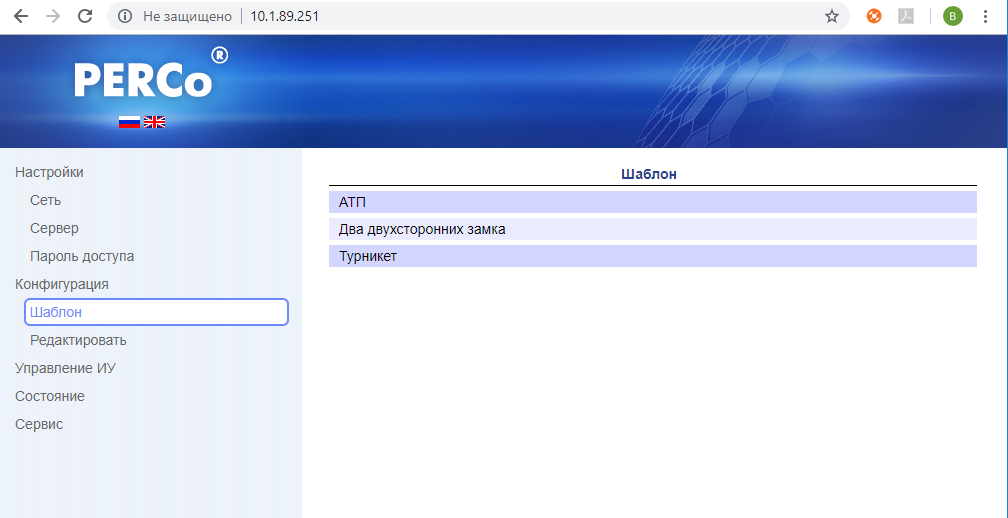 Не защищено 10.1.89.251
B
PERCo®
Настройки
Сеть
Сервер
Пароль доступа
Конфигурация
Шаблон
Редактировать
Управление ИУ
Состояние
Сервис
Шаблон
АТП
Два двухсторонних замка
Турникет